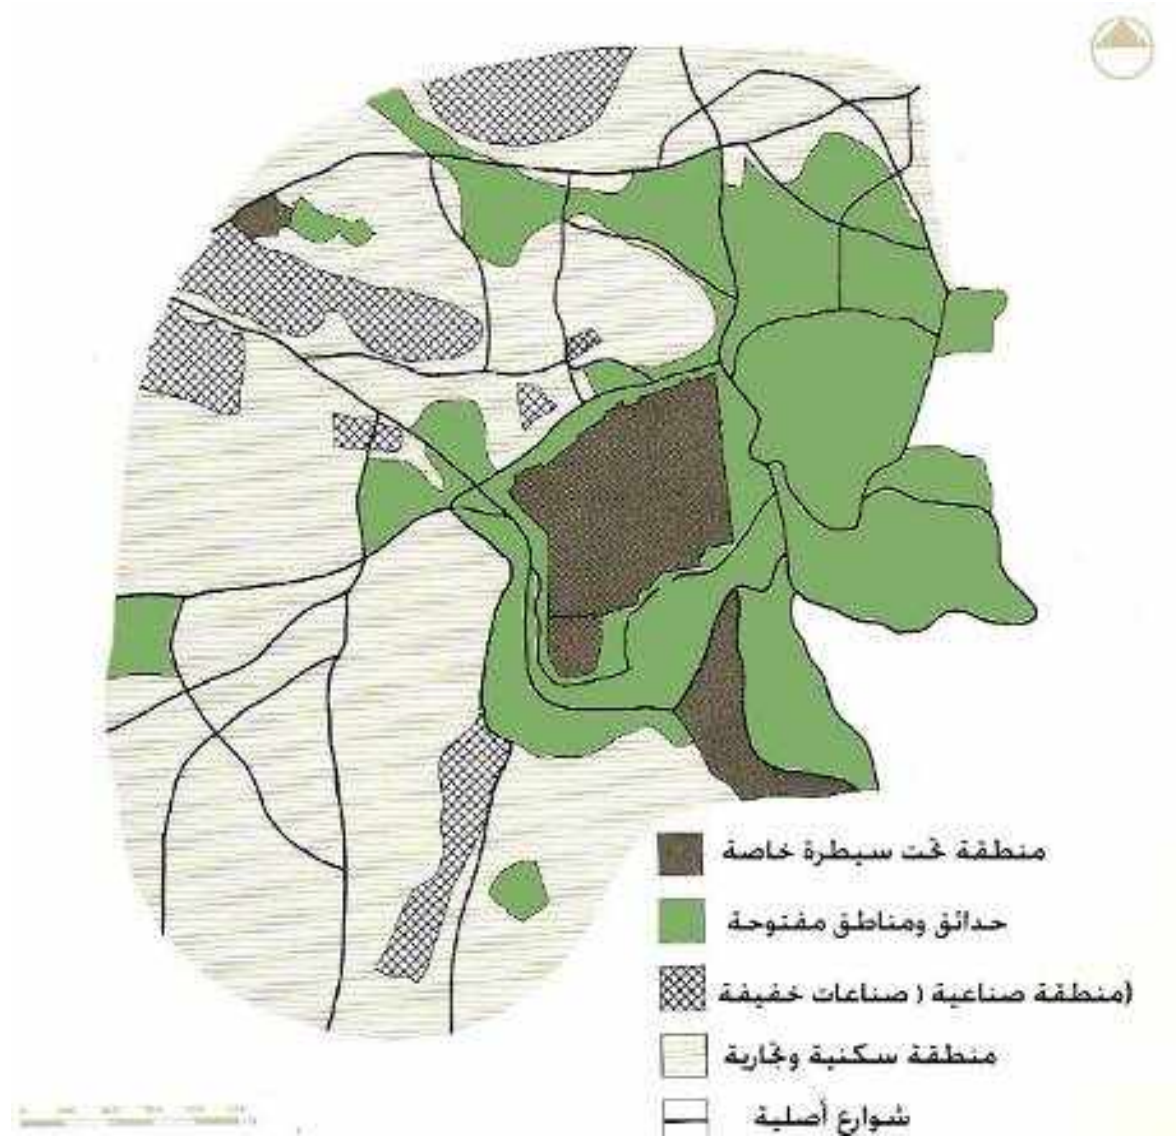 منطقة تحت سيطرة خاصة
حدائق ومناطق مفتوحة
(منطقة صناعية ( صناعات خفيفة
منطقة سكنية وتجارية
شوارع أصلية